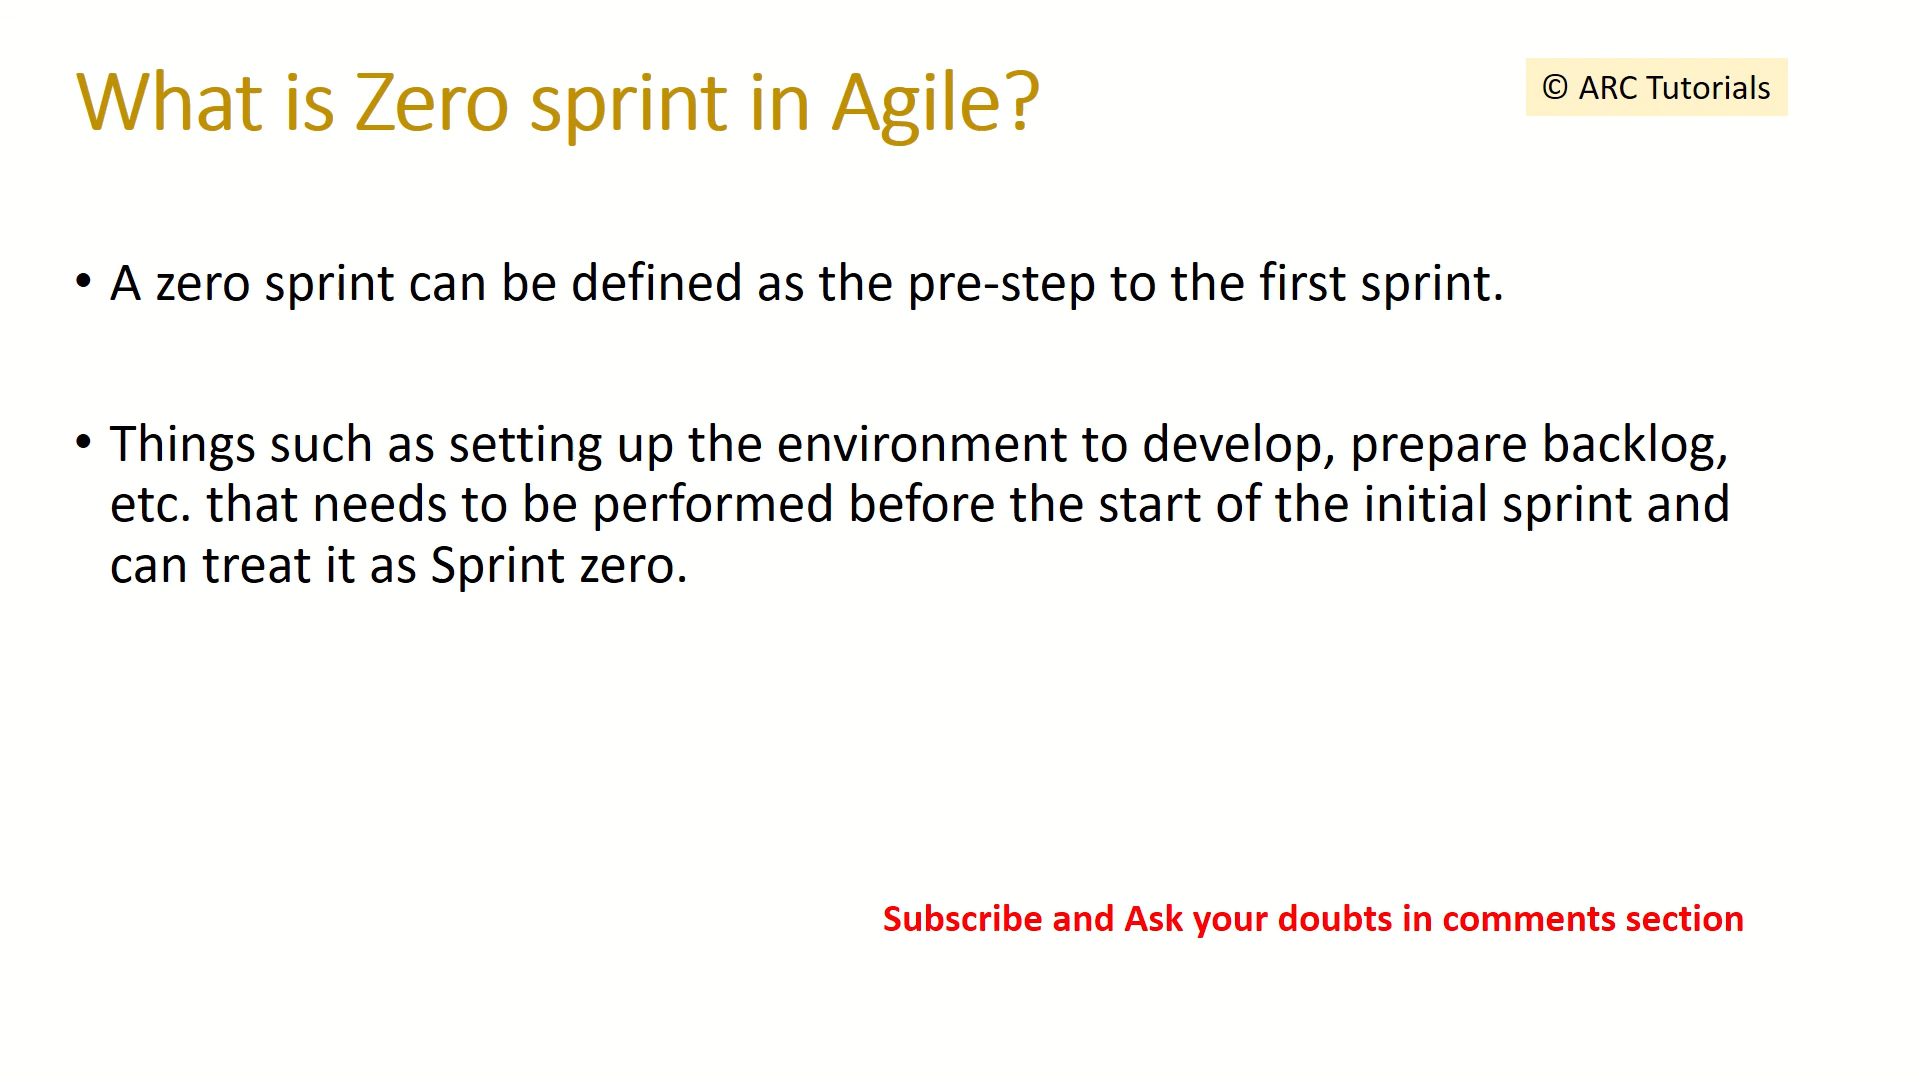 What is Zero sprint in Agile?
© ARC Tutorials
• A zero sprint can be defined as the pre-step to the first sprint.
• Things such as setting up the environment to develop, prepare backlog,
etc. that needs to be performed before the start of the initial sprint and
can treat it as Sprint zero.
Subscribe and Ask your doubts in comments section